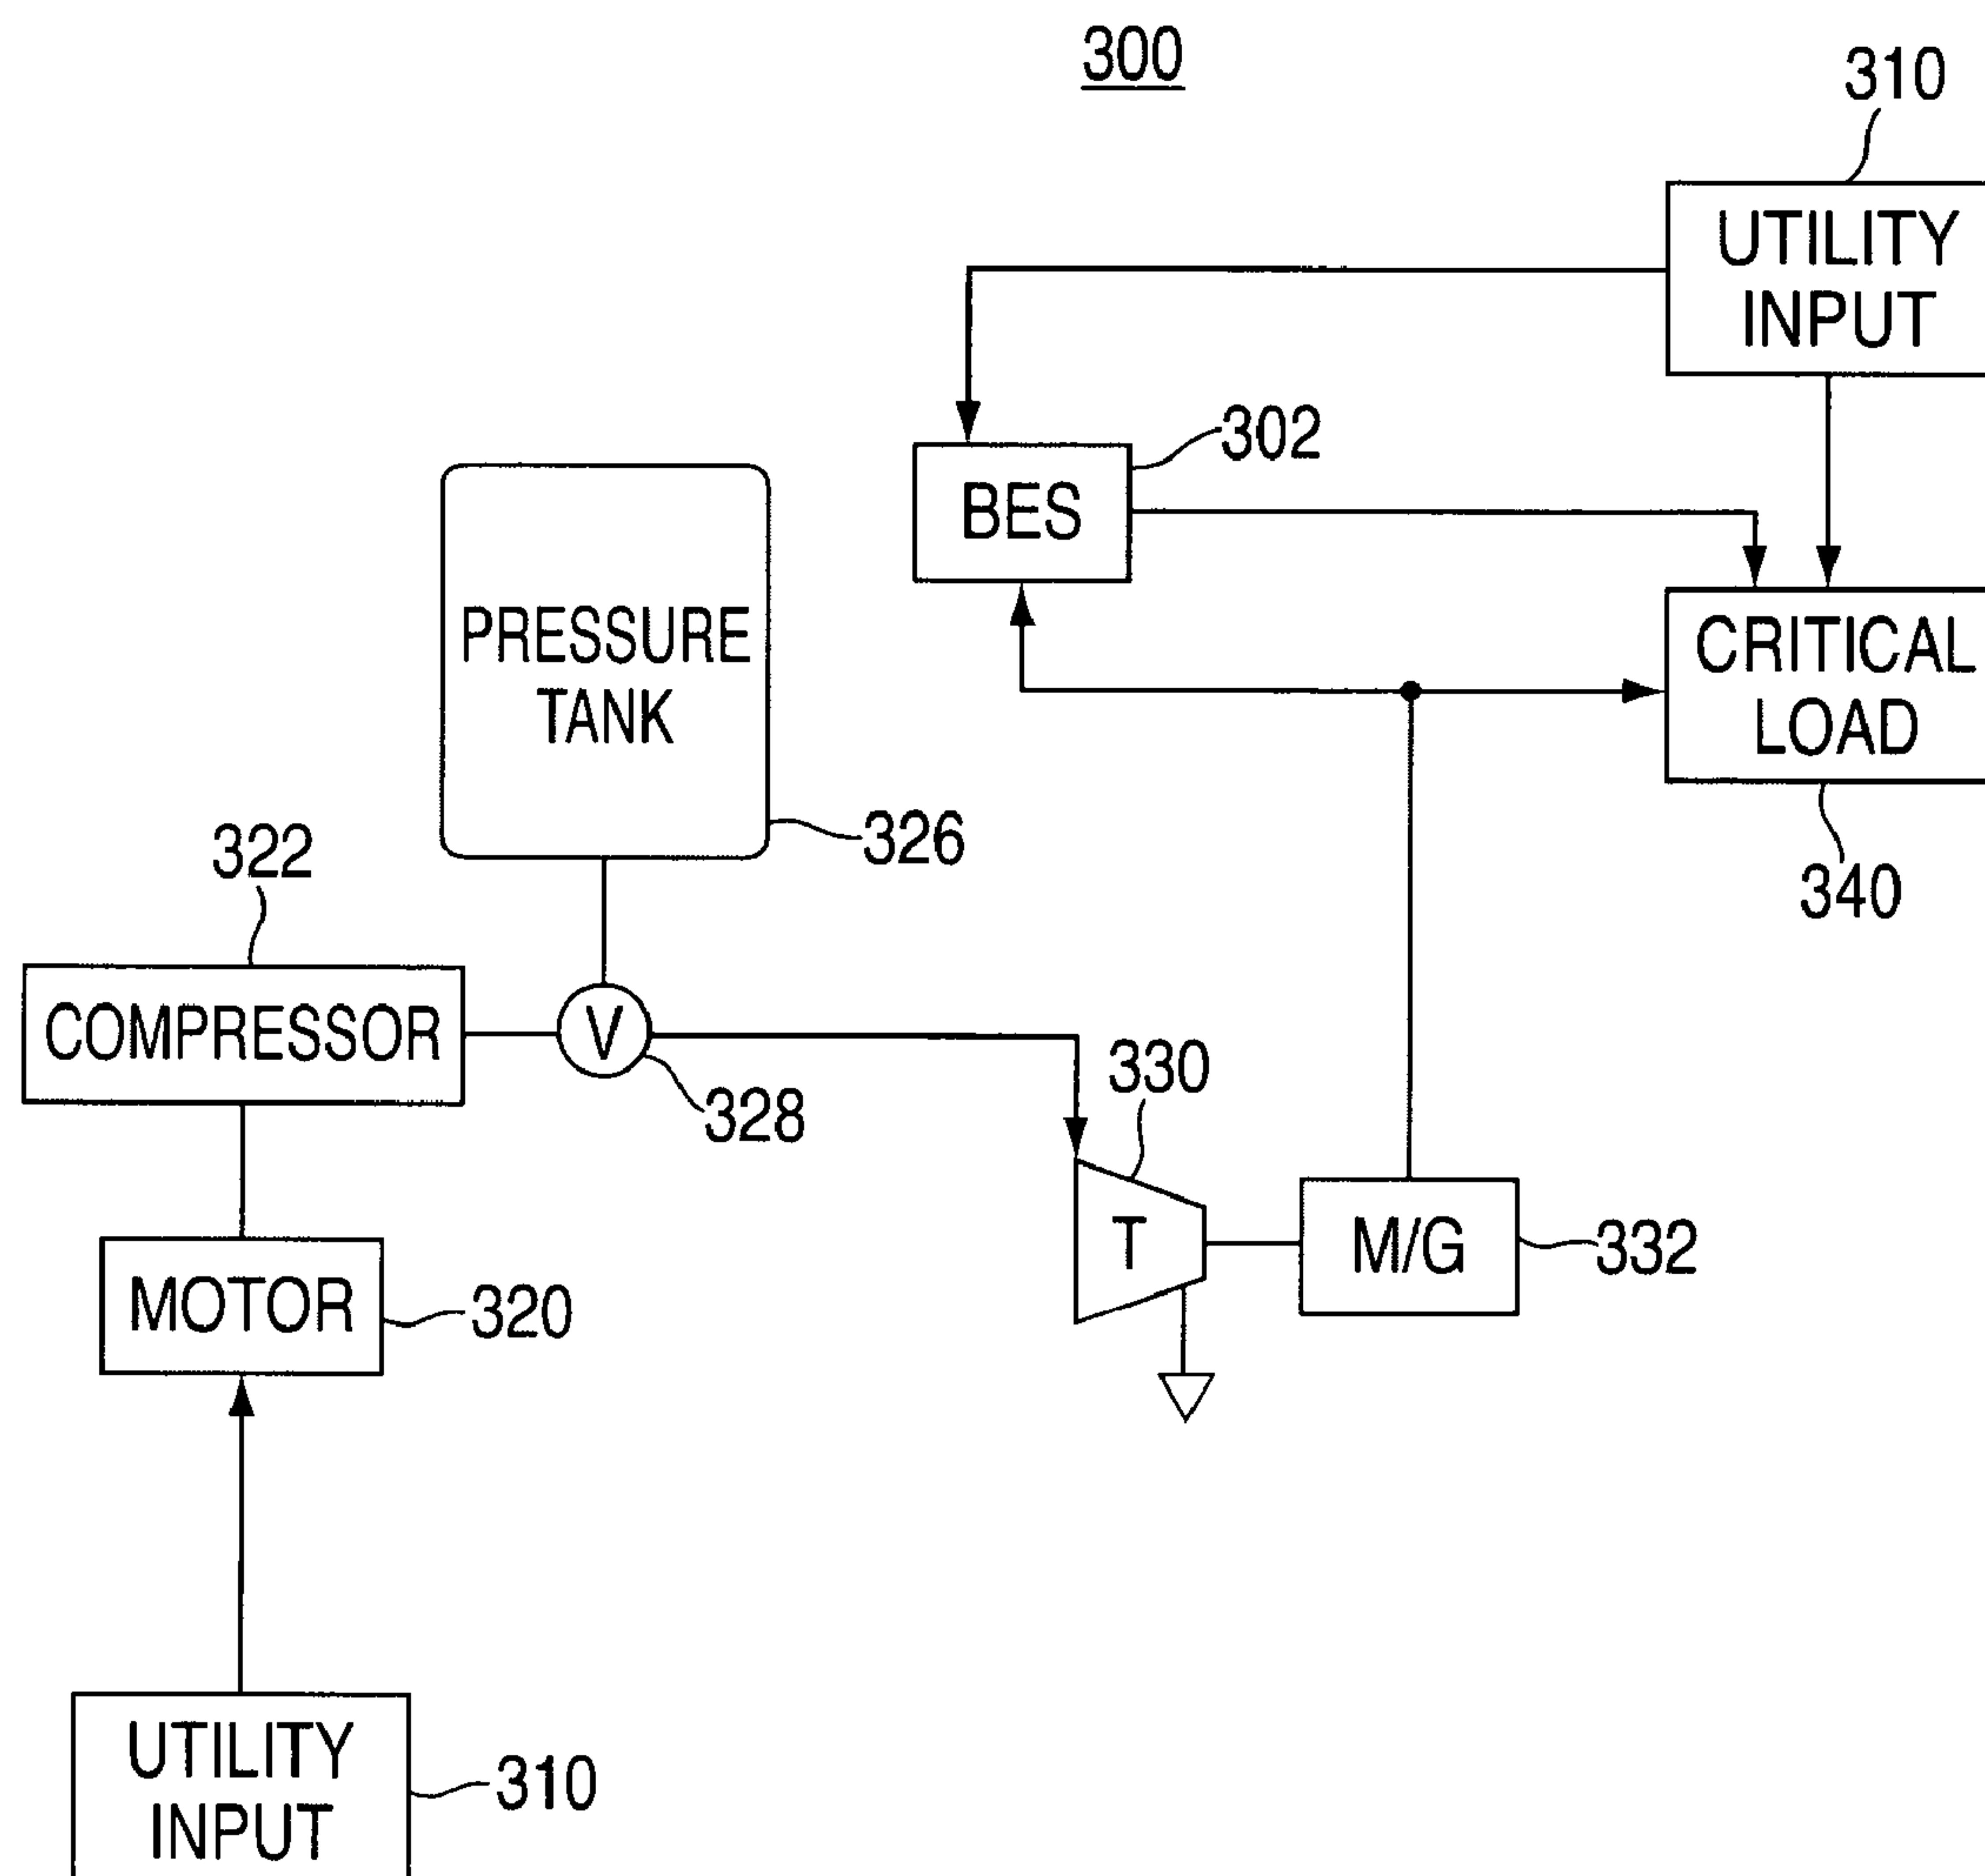 300
310
UTILITY
INPUT
302
BES
PRESSURE
TANK
CRITICAL
LOAD
326
322
340
COMPRESSOR
V
328
330
T
M/G
332
MOTOR
320
UTILITY
INPUT
310